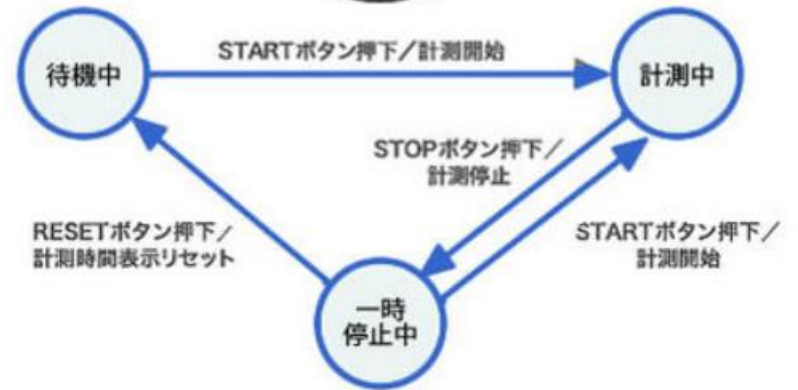 STARTボタン押下／計測開始
待機中
計測中
STOPボタン押下／
計測停止
RESETボタン押下／
計測時間表示リセット
STARTボタン押下／
計測開始
一時
停止中